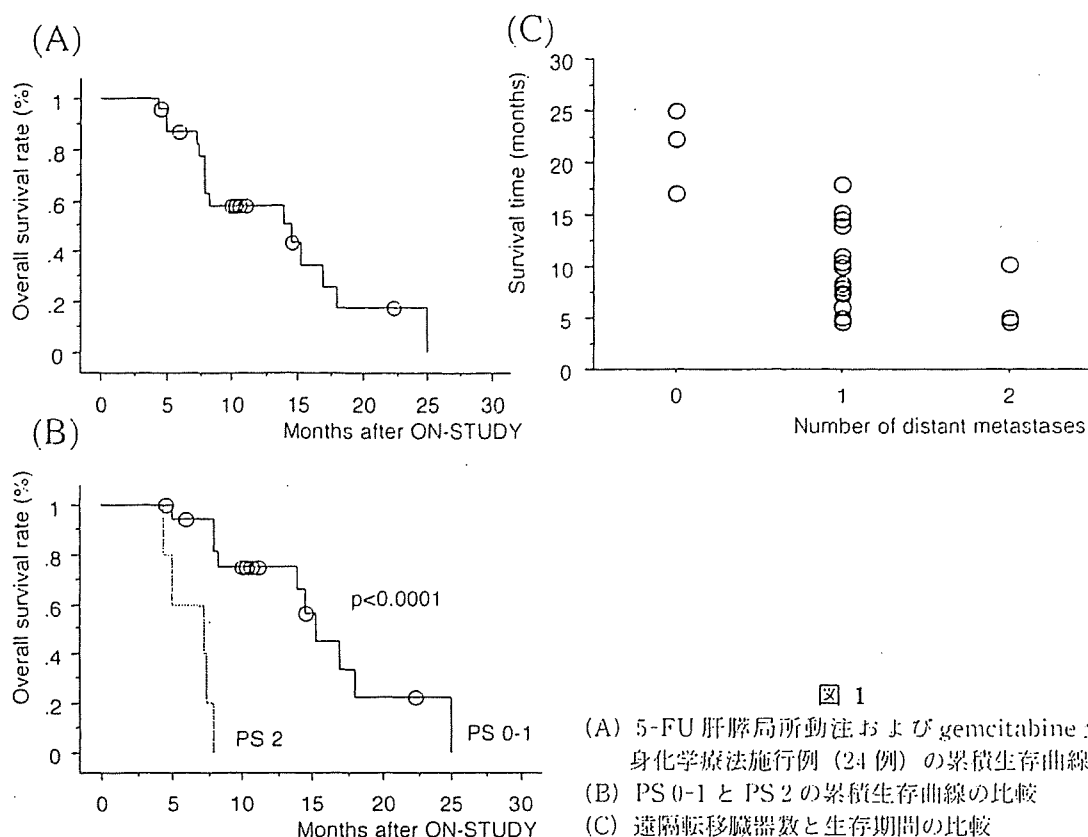 (A)
Overall survival rate (%)
1
.8
.6
.4
.2
0
0 5 10 15 20 25 30
Months after ON-STUDY
(B)
Overall survival rate (%)
1
.8
.6
.4
.2
0
p<0.0001
PS 2
PS 0-1
0 5 10 15 20 25 30
Months after ON-STUDY
(C)
Survival time (months)
30
25
20
15
10
5
0
0 1 2
Number of distant metastases
図 1
(A) 5-FU 肝膵局所動注および gemcitabine
身化学療法施行例 (24 例) の累積生存曲線
(B) PS 0-1 と PS 2 の累積生存曲線の比較
(C) 遠隔転移臓器数と生存期間の比較